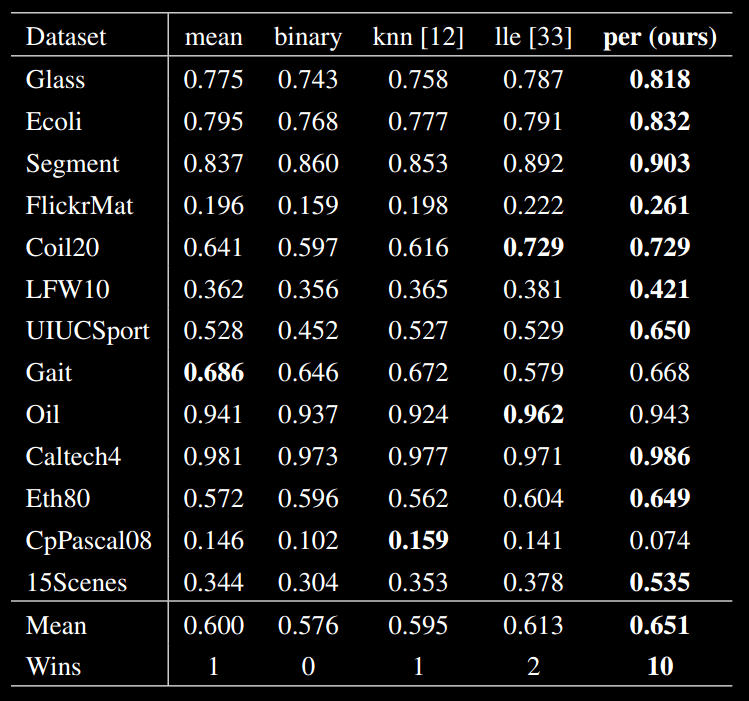 Dataset mean binary knn [12] lle [33] per (ours)
Glass 0.775 0.743 0.758 0.787 0.818
Ecoli 0.795 0.768 0.777 0.791 0.832
Segment 0.837 0.860 0.853 0.892 0.903
FlickrMat 0.196 0.159 0.198 0.222 0.261
Coil20 0.641 0.597 0.616 0.729 0.729
LFW10 0.362 0.356 0.365 0.381 0.421
UIUCSport 0.528 0.452 0.527 0.529 0.650
Gait 0.686 0.646 0.672 0.579 0.668
Oil 0.941 0.937 0.924 0.962 0.943
Caltech4 0.981 0.973 0.977 0.971 0.986
Eth80 0.572 0.596 0.562 0.604 0.649
CpPascal08 0.146 0.102 0.159 0.141 0.074
15Scenes 0.344 0.304 0.353 0.378 0.535
Mean 0.600 0.576 0.595 0.613 0.651
Wins 1 0 1 2 10